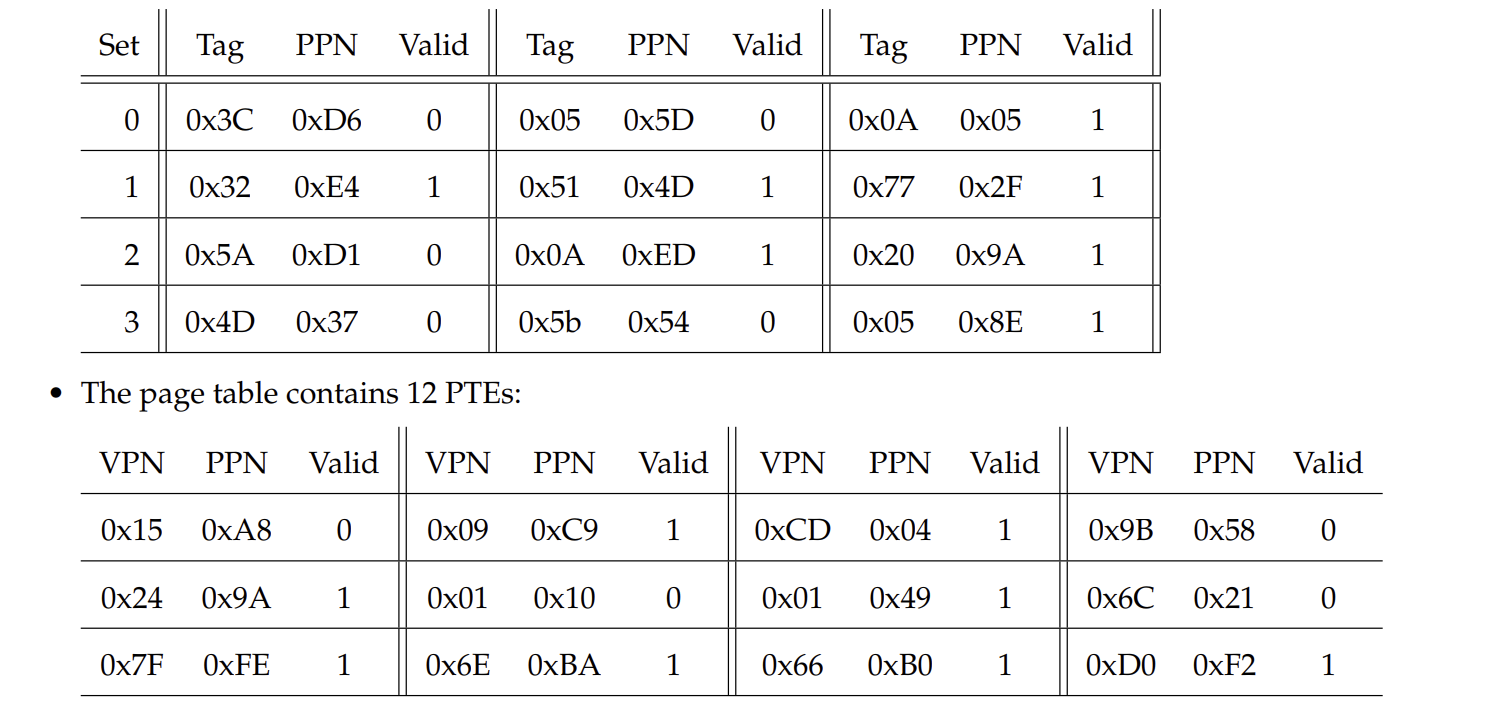 Set Tag PPN Valid Tag PPN Valid Tag PPN Valid
0 0x3C 0xD6 0 0x05 0x5D 0 0x0A 0x05 1
1 0x32 0xE4 1 0x51 0x4D 1 0x77 0x2F 1
2 0x5A 0xD1 0 0x0A 0xED 1 0x20 0x9A 1
3 0x4D 0x37 0 0x5b 0x54 0 0x05 0x8E 1
• The page table contains 12 PTEs:
VPN PPN Valid VPN PPN Valid VPN PPN Valid VPN PPN Valid
0x15 0xA8 0 0x09 0xC9 1 0xCD 0x04 1 0x9B 0x58 0
0x24 0x9A 1 0x01 0x10 0 0x01 0x49 1 0x6C 0x21 0
0x7F 0xFE 1 0x6E 0xBA 1 0x66 0xB0 1 0xD0 0xF2 1